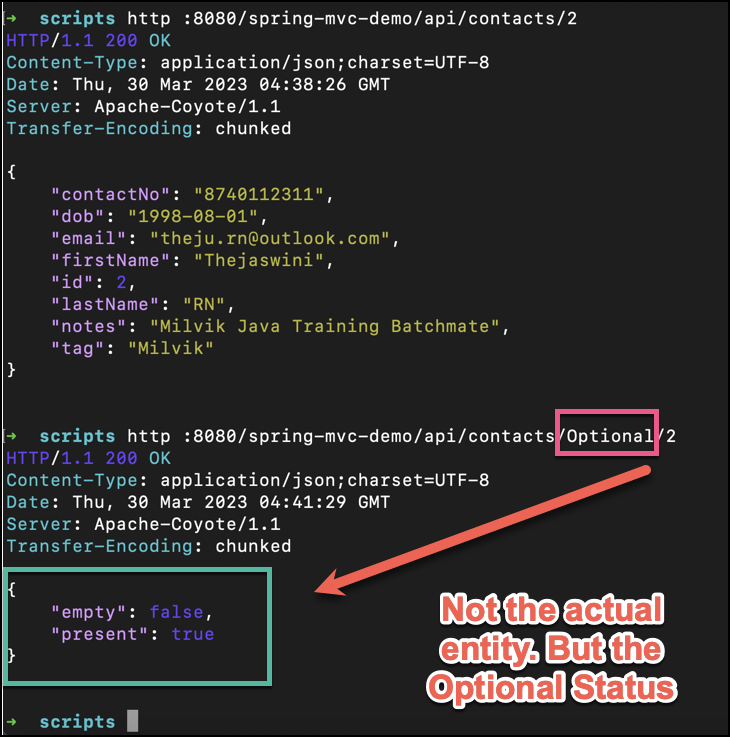 ➜  scripts http :8080/spring-mvc-demo/api/contacts/2
HTTP/1.1 200 OK
Content-Type: application/json;charset=UTF-8
Date: Thu, 30 Mar 2023 04:38:26 GMT
Server: Apache-Coyote/1.1
Transfer-Encoding: chunked
{
    "contactNo": "8740112311",
    "dob": "1998-08-01",
    "email": "theju.rn@outlook.com",
    "firstName": "Thejaswini",
    "id": 2,
    "lastName": "RN",
    "notes": "Milvik Java Training Batchmate",
    "tag": "Milvik"
}
➜  scripts http :8080/spring-mvc-demo/api/contacts/Optional/2
HTTP/1.1 200 OK
Content-Type: application/json;charset=UTF-8
Date: Thu, 30 Mar 2023 04:41:29 GMT
Server: Apache-Coyote/1.1
Transfer-Encoding: chunked
{
    "empty": false,
    "present": true
}
Not the actual
entity. But the
Optional Status
➜  scripts